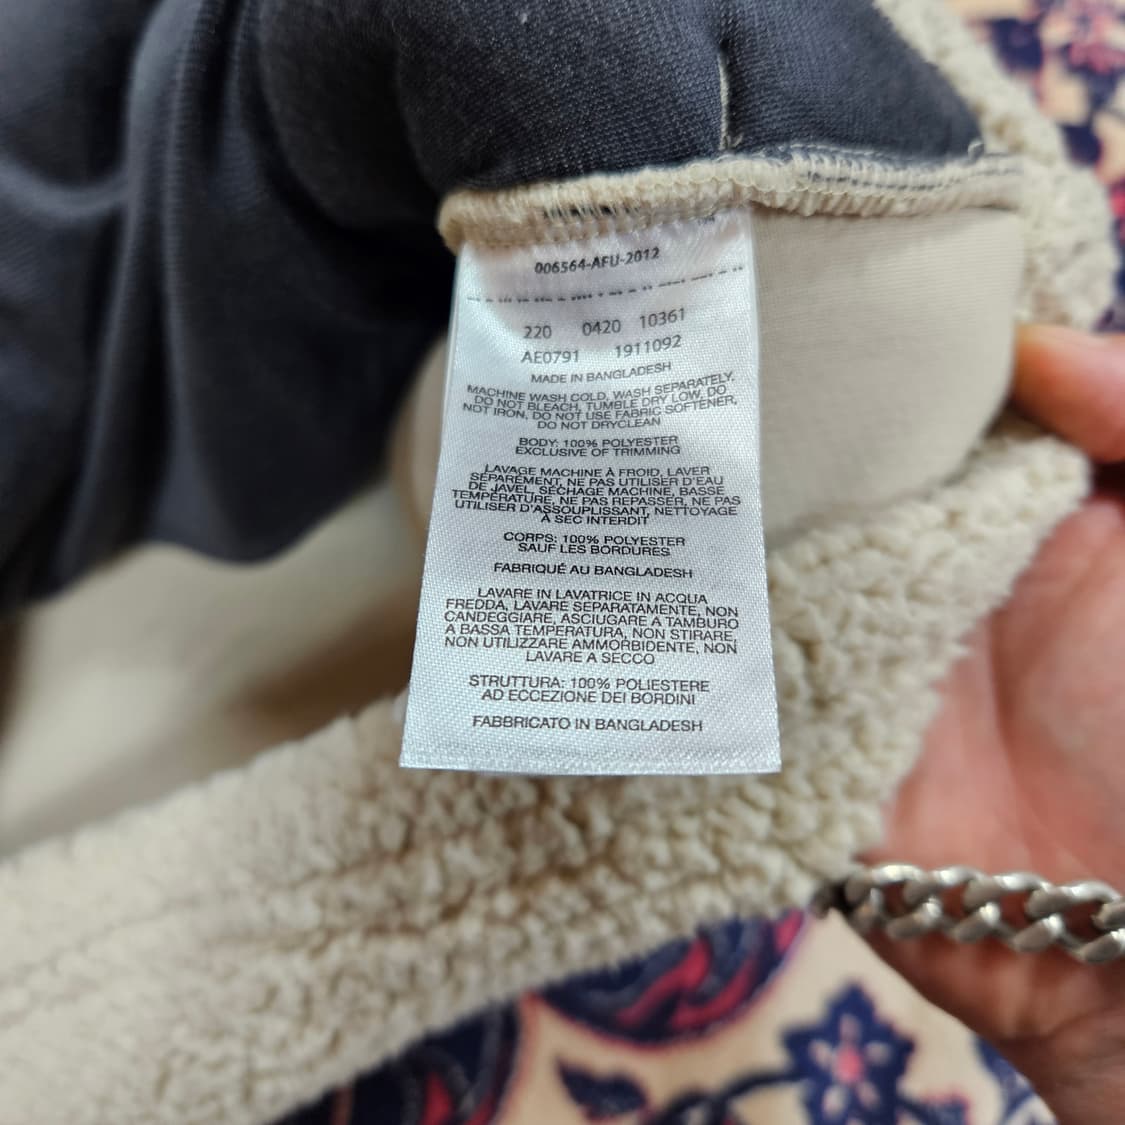 006564-AFU-2012
220 0420 10361
AE0791 1911092
MADE IN BANGLADESH
MACHINE WASH COLD, WASH SEPARATELY,
DO NOT BLEACH, TUMBLE DRY LOW, DO
NOT IRON, DO NOT USE FABRIC SOFTENER,
DO NOT DRYCLEAN
BODY: 100% POLYESTER
EXCLUSIVE OF TRIMMING
LAVAGE MACHINE À FROID, LAVER
SÉPARÉMENT, NE PAS UTILISER D'EAU
DE JAVEL, SÉCHAGE MACHINE, BASSE
TEMPÉRATURE, NE PAS REPASSER, NE PAS
UTILISER D'ASSOUPLISSANT, NETTOYAGE
À SEC INTERDIT
CORPS: 100% POLYESTER
SAUF LES BORDURES
FABRIQUÉ AU BANGLADESH
LAVARE IN LAVATRICE IN ACQUA
FREDDA, LAVARE SEPARATAMENTE, NON
CANDEGGIARE, ASCIUGARE A TAMBURO
A BASSA TEMPERATURA, NON STIRARE,
NON UTILIZZARE AMMORBIDENTE, NON
LAVARE A SECCO
STRUTTURA: 100% POLIESTERE
AD ECCEZIONE DEI BORDINI
FABBRICATO IN BANGLADESH